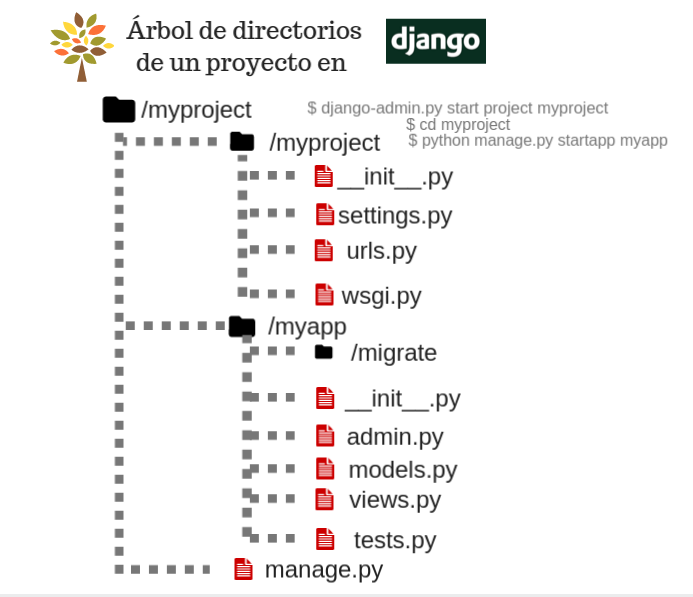 Árbol de directorios
de un proyecto en
django
/myproject
$ django-admin.py start project myproject
$ cd myproject
$ python manage.py startapp myapp
/myproject
__init__.py
settings.py
urls.py
wsgi.py
/myapp
/migrate
__init__.py
admin.py
models.py
views.py
tests.py
manage.py